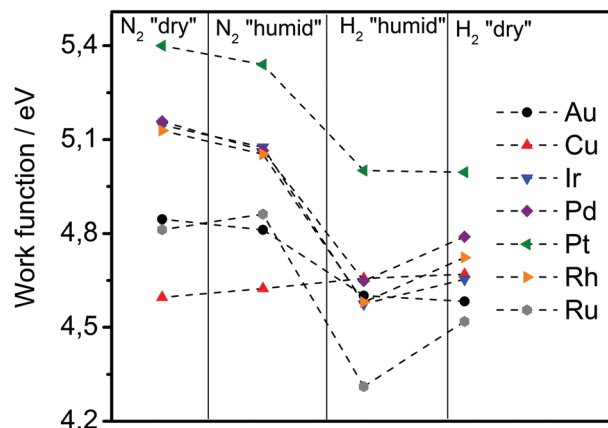 N2 "dry" N2 "humid" H2 "humid" H2 "dry"
5,4
5,1
4,8
4,5
4,2
Work function / eV
Au
Cu
Ir
Pd
Pt
Rh
Ru